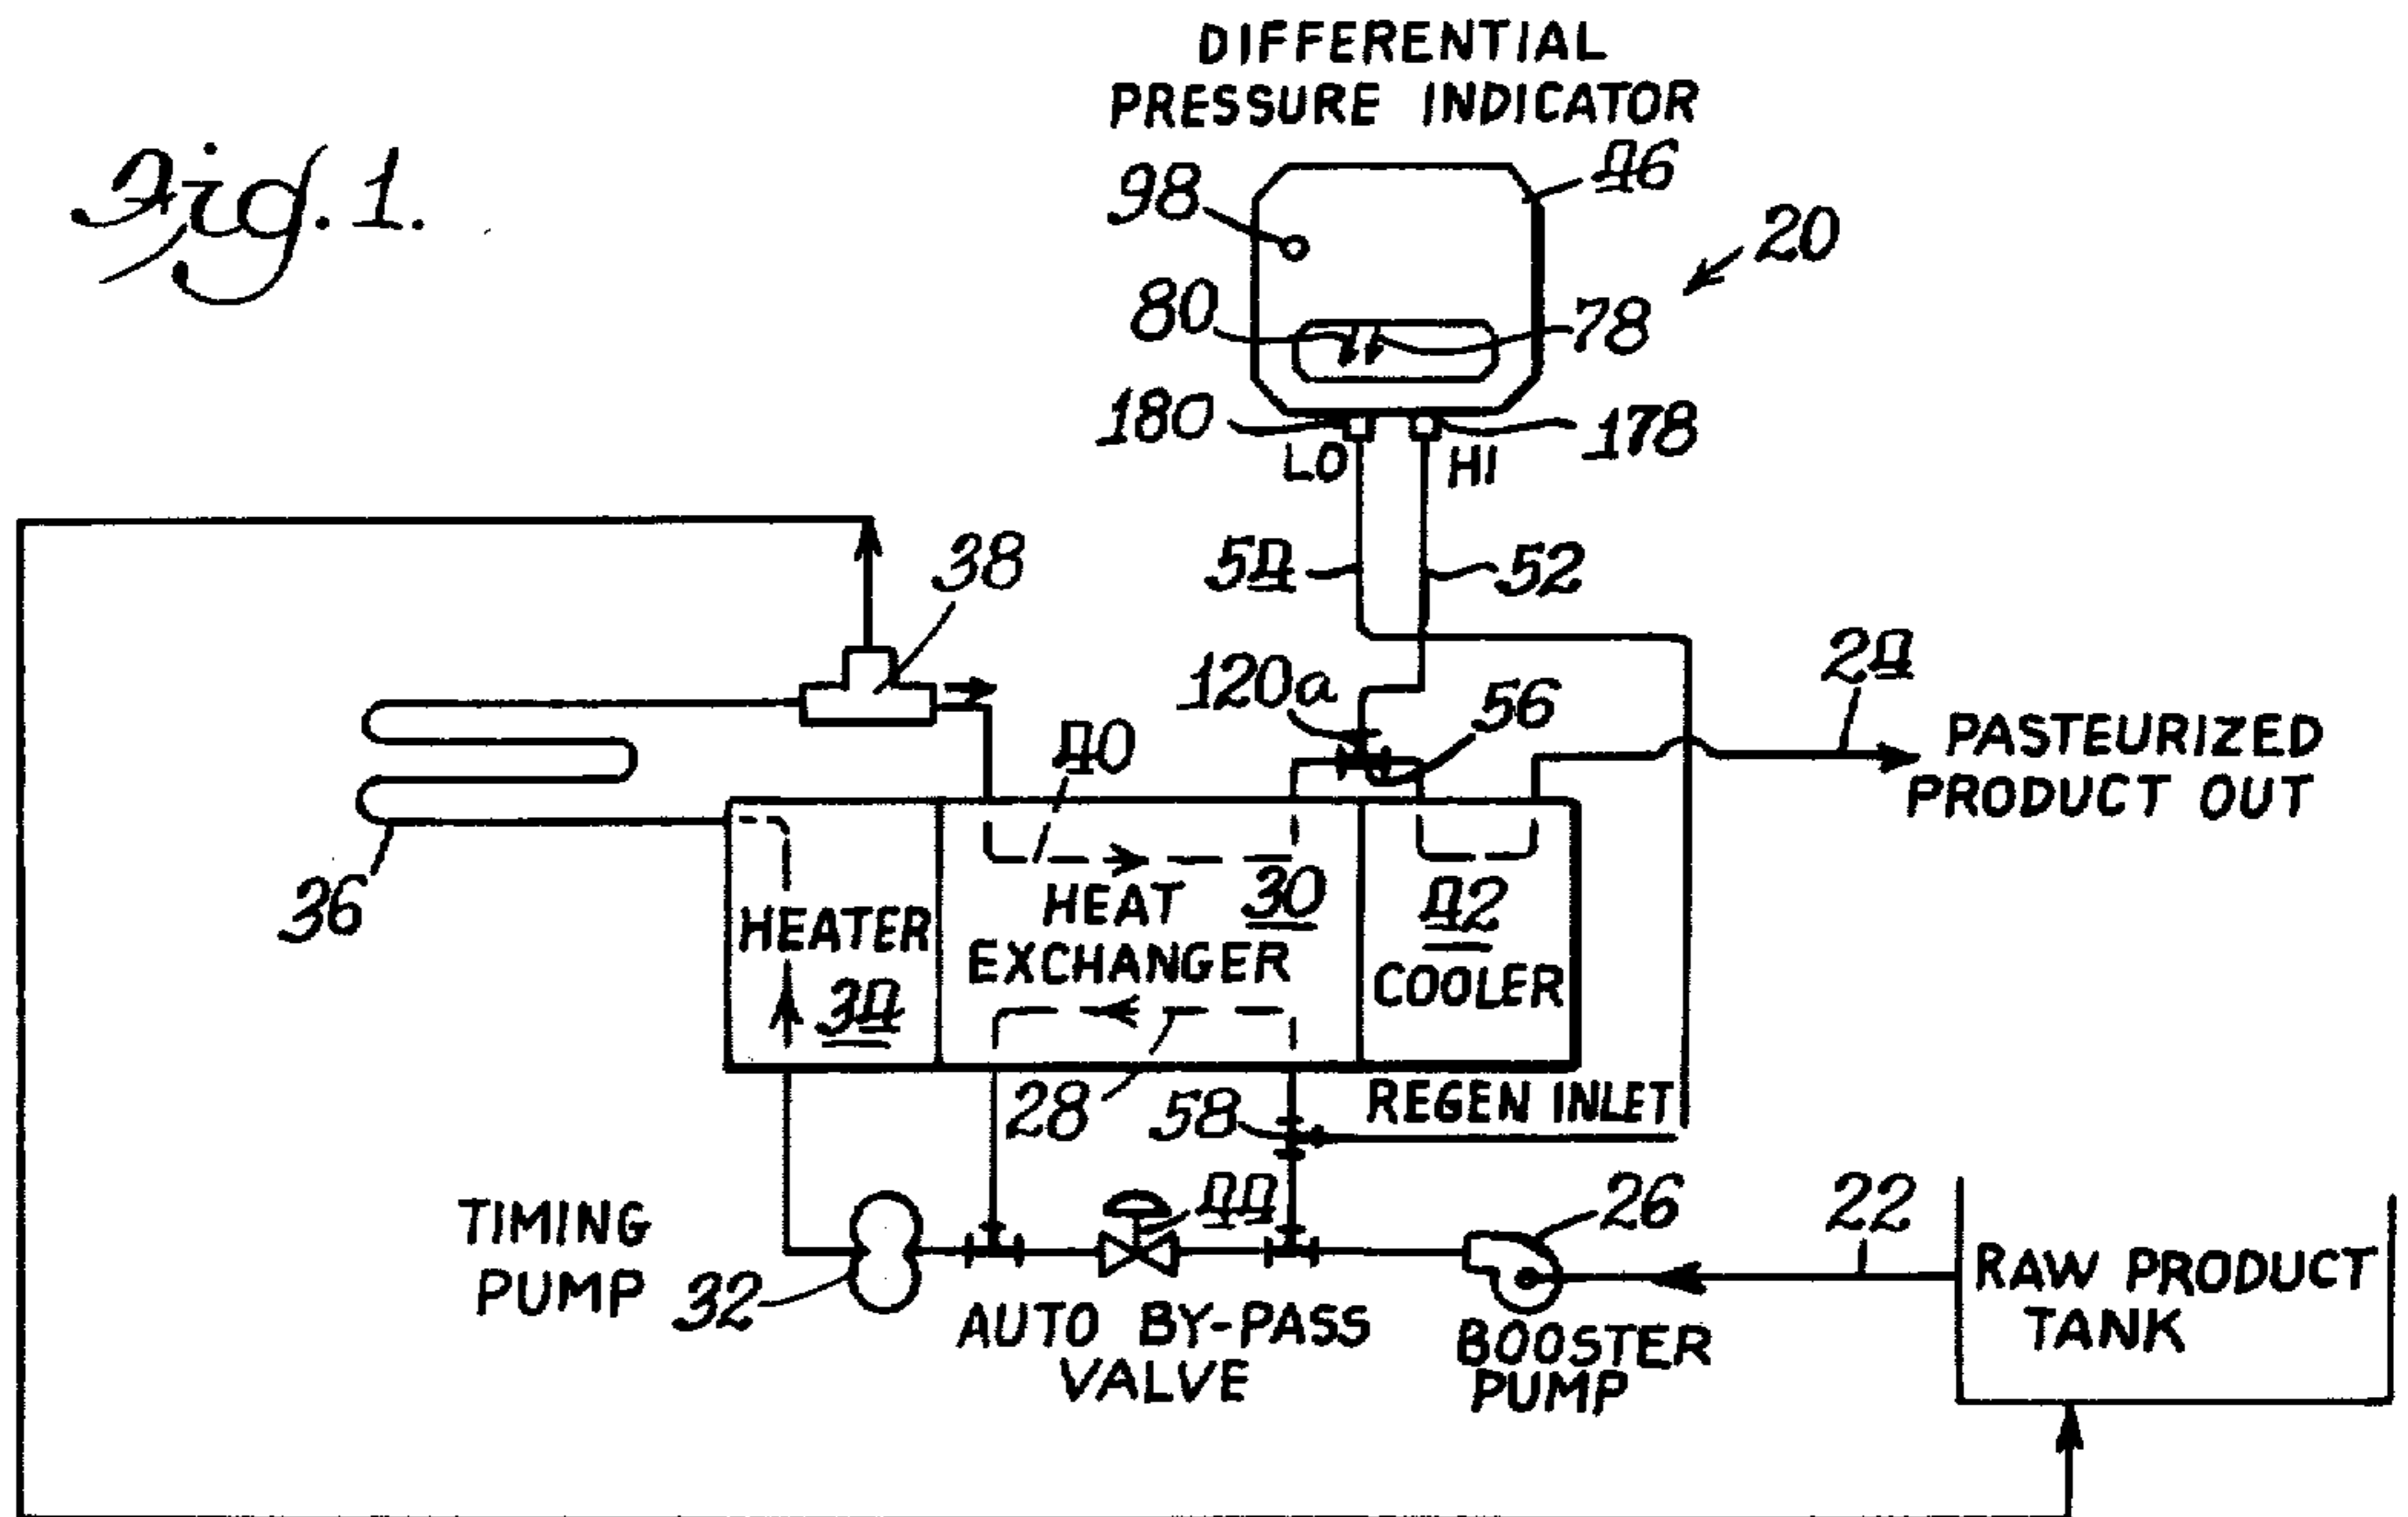 DIFFERENTIAL
PRESSURE INDICATOR
Fig. 1.
46
98
20
80
78
180
178
LO
HI
54
52
38
24
120a
56
40
PASTEURIZED
PRODUCT OUT
36
HEATER
34
HEAT
EXCHANGER
30
42
COOLER
28
58
REGEN INLET
44
26
22
TIMING
PUMP
32
AUTO BY-PASS
VALVE
BOOSTER
PUMP
RAW PRODUCT
TANK